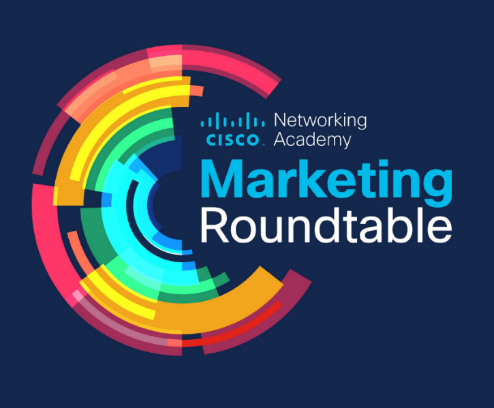 Networking
CISCO. Academy
Marketing
Roundtable